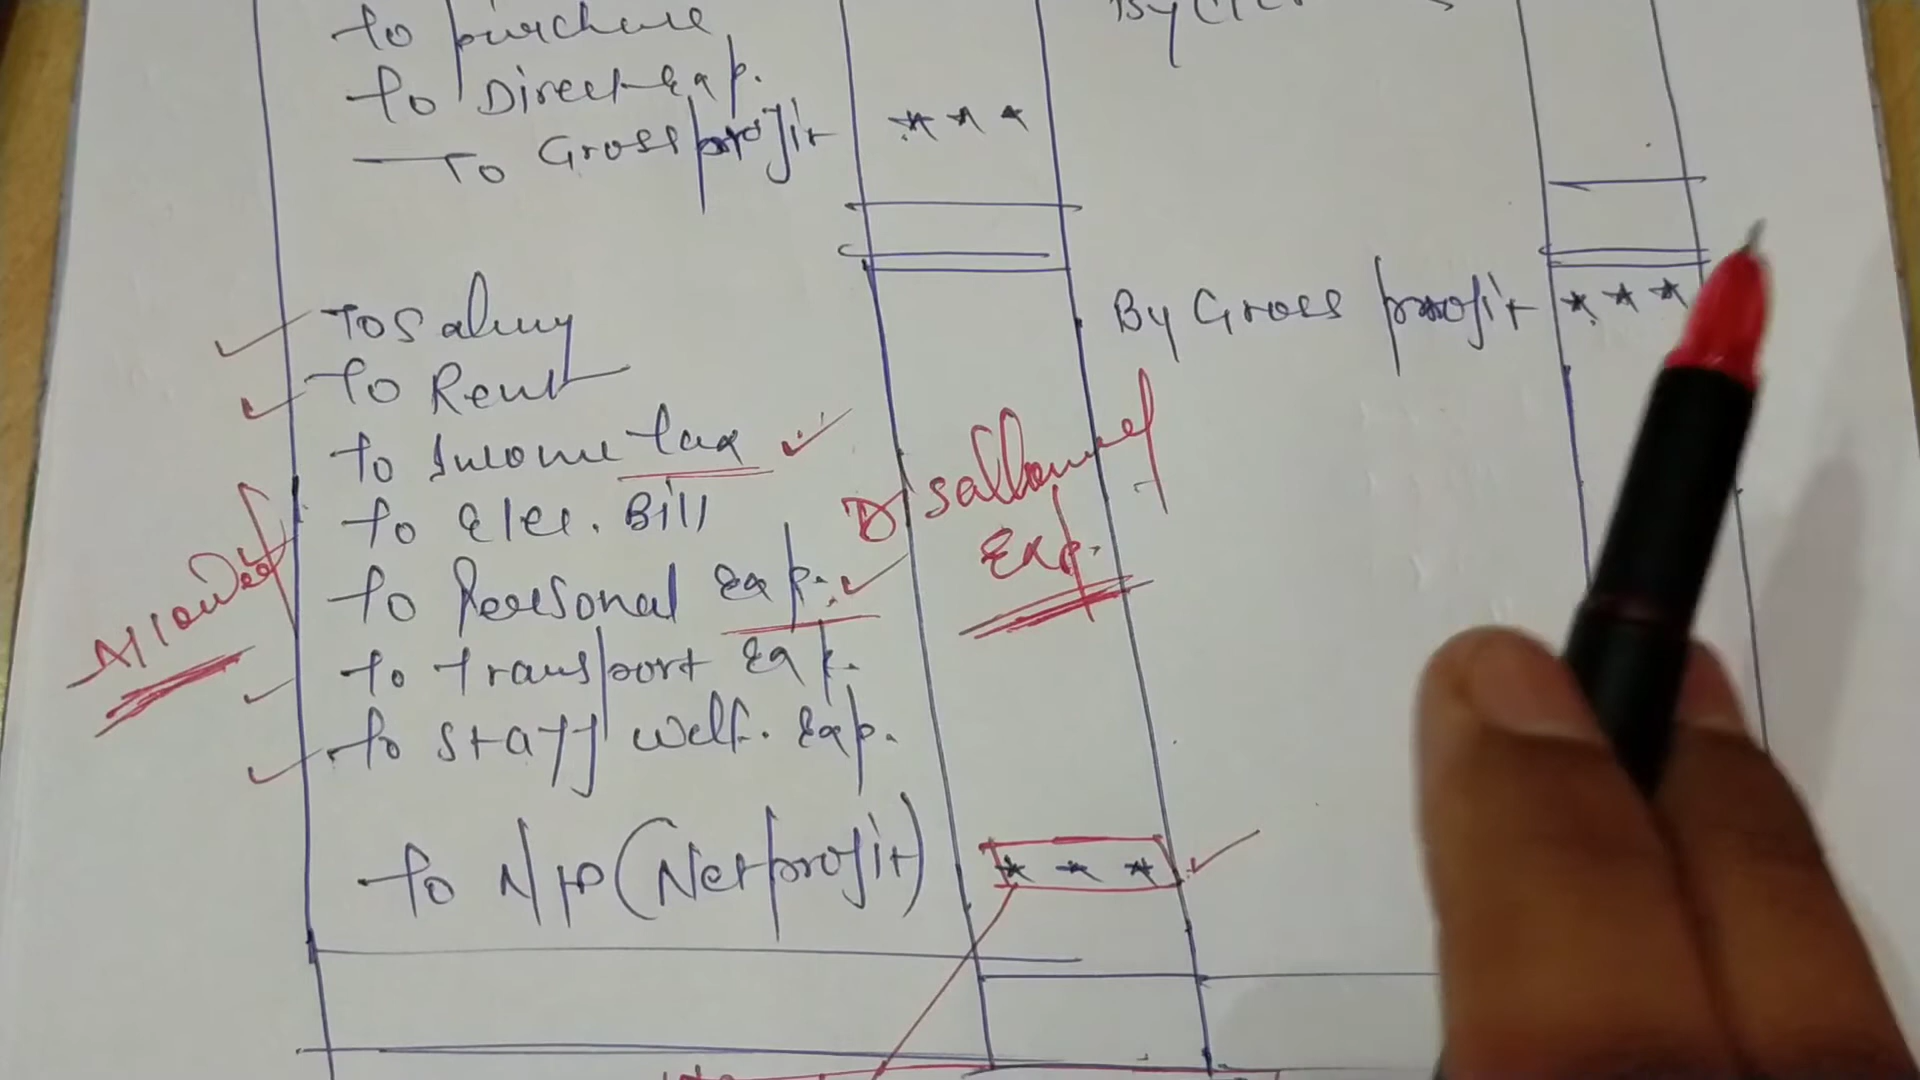 To purchase
To Direct Exp.
To Gross profit ***
To Salary
To Rent
To Income tax
To Elec. Bill
To Personal Exp.
To transport Exp.
To staff Welf. Exp.
To N/P (Net profit) ***
Allowed
Disallowed
Exp.
By
By Gross profit ***